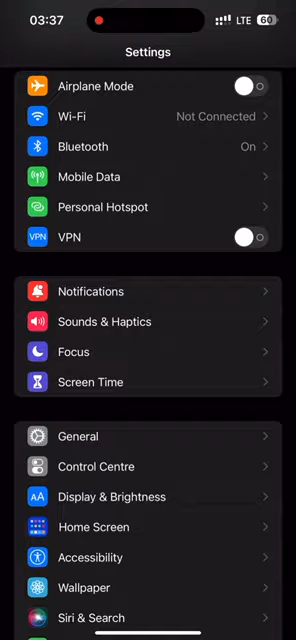 03:37
LTE
60
Settings
Airplane Mode
Wi-Fi Not Connected
Bluetooth On
Mobile Data
Personal Hotspot
VPN VPN
Notifications
Sounds & Haptics
Focus
Screen Time
General
Control Centre
AA Display & Brightness
Home Screen
Accessibility
Wallpaper
Siri & Search